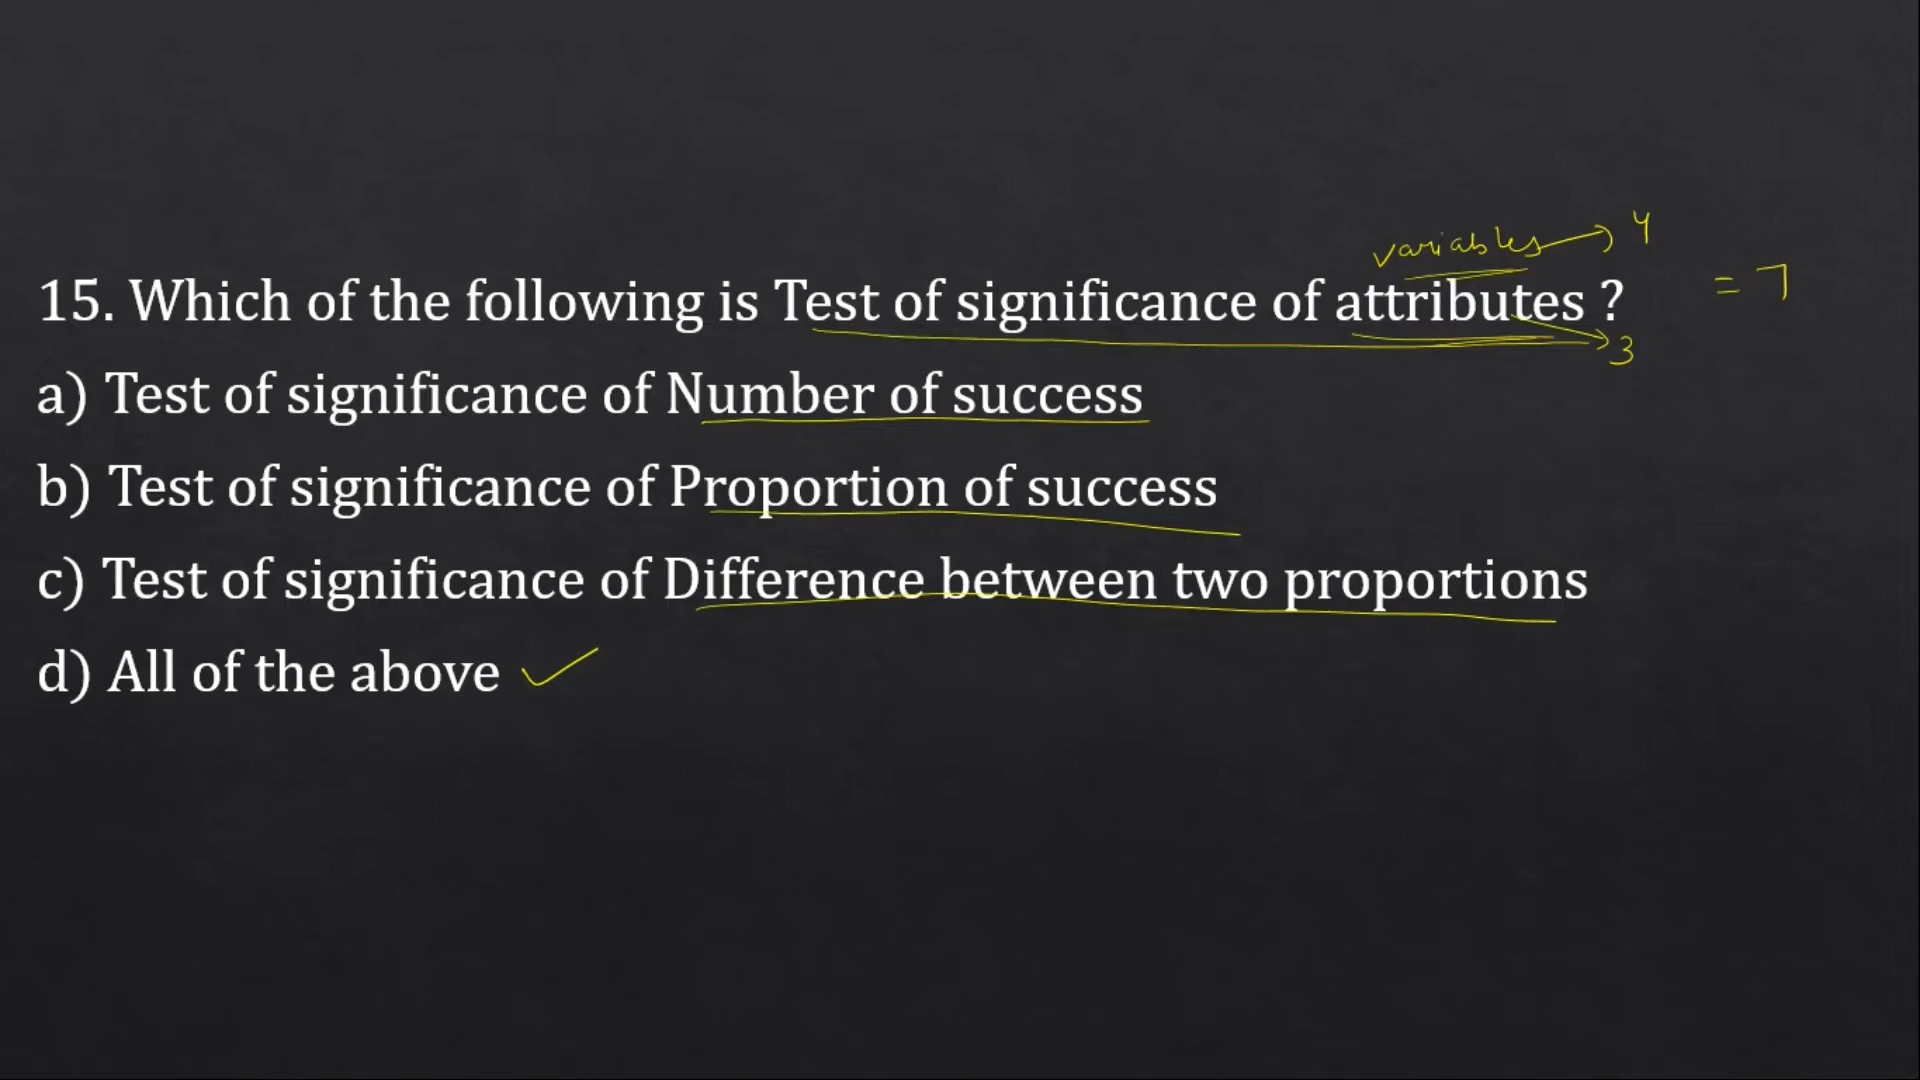 variables → 4
15. Which of the following is Test of significance of attributes ?
= 7
→ 3
a) Test of significance of Number of success
b) Test of significance of Proportion of success
c) Test of significance of Difference between two proportions
d) All of the above ✓